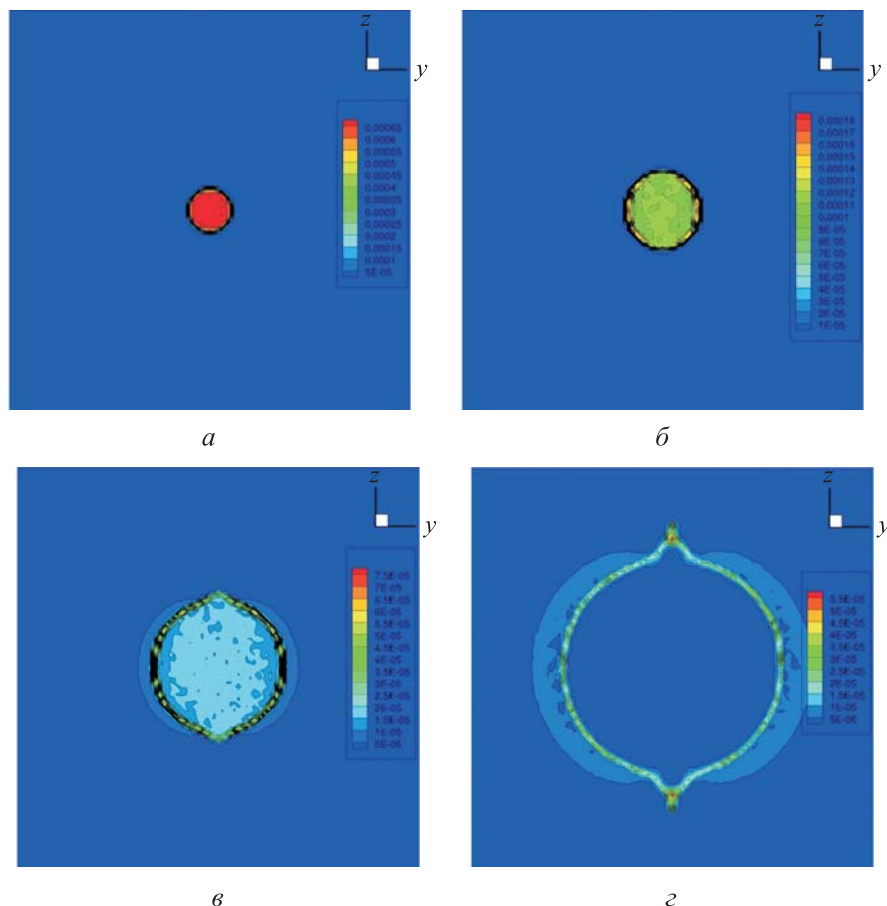 z
y
0.00065
0.0006
0.00055
0.0005
0.00045
0.0004
0.00035
0.0003
0.00025
0.0002
0.00015
0.0001
5E-05
а
z
y
0.00018
0.00017
0.00016
0.00015
0.00014
0.00013
0.00012
0.00011
0.0001
9E-05
8E-05
7E-05
6E-05
5E-05
4E-05
3E-05
2E-05
1E-05
б
z
y
7.5E-05
7E-05
6.5E-05
6E-05
5.5E-05
5E-05
4.5E-05
4E-05
3.5E-05
3E-05
2.5E-05
2E-05
1.5E-05
1E-05
5E-06
в
z
y
5.5E-05
5E-05
4.5E-05
4E-05
3.5E-05
3E-05
2.5E-05
2E-05
1.5E-05
1E-05
5E-06
г